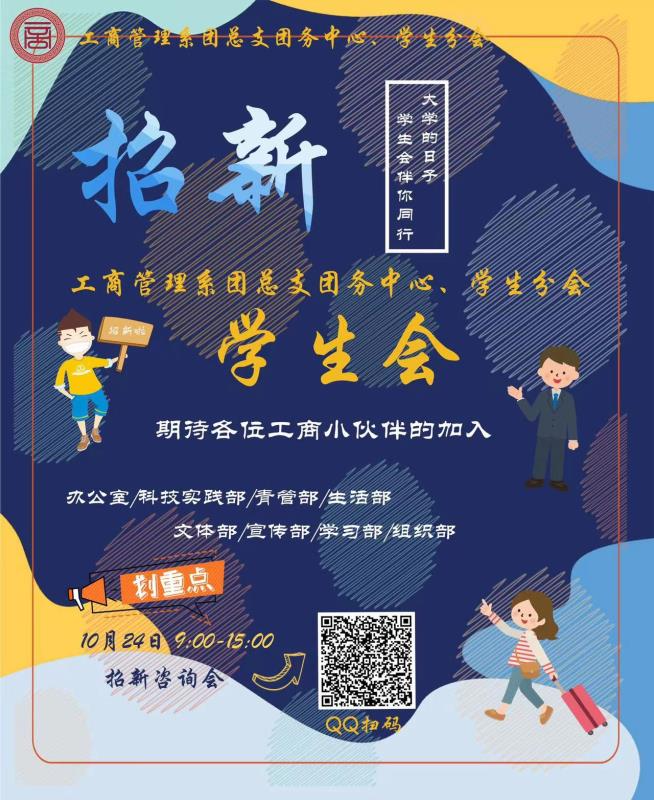 工商管理系团总支团务中心、学生分会
招新
大学的日子
学生会伴你同行
工商管理系团总支团务中心、学生分会
学生会
招新啦
期待各位工商小伙伴的加入
办公室/科技实践部/青管部/生活部
文体部/宣传部/学习部/组织部
划重点
10月24日 9:00-15:00
招新咨询会
QQ扫码